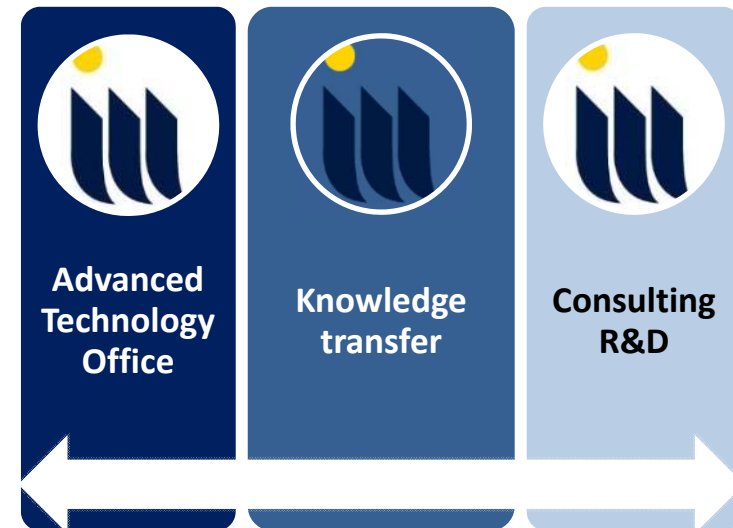 Advanced
Technology
Office
Knowledge
transfer
Consulting
R&D